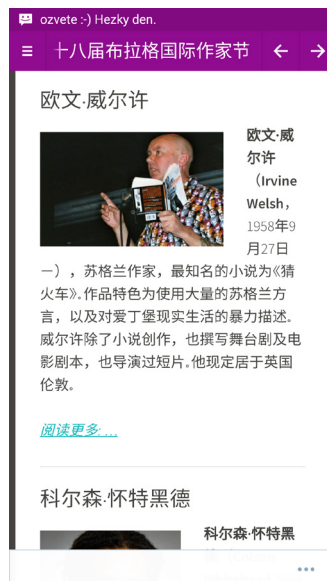 ozvete :-) Hezky den.
十八届布拉格国际作家节
欧文·威尔许
欧文·威
尔许
（Irvine
Welsh，
1958年9
月27日
－），苏格兰作家，最知名的小说为《猜
火车》。作品特色为使用大量的苏格兰方
言，以及对爱丁堡现实生活的暴力描述。
威尔许除了小说创作，也撰写舞台剧及电
影剧本，也导演过短片。他现定居于英国
伦敦。
阅读更多: …
科尔森·怀特黑德
科尔森·怀特黑